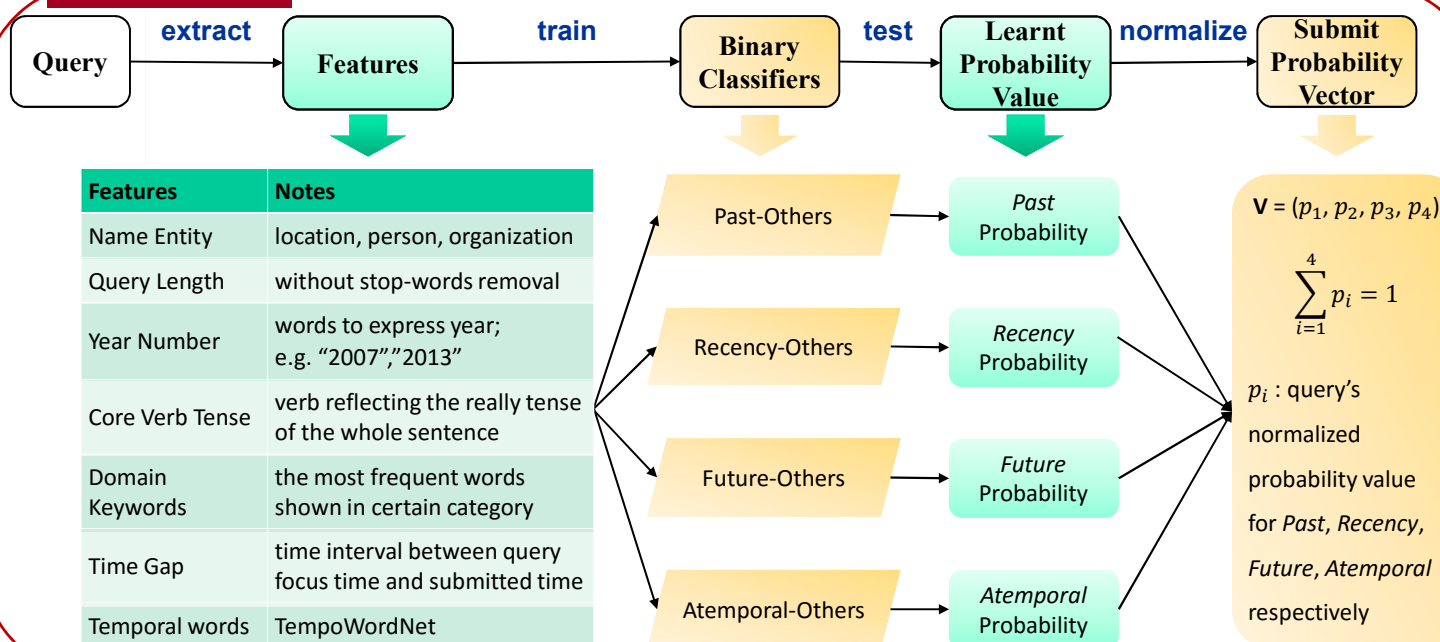 extract
train
test
normalize
Query
Features
Binary
Classifiers
Learnt
Probability
Value
Submit
Probability
Vector
Features Notes
Name Entity location, person, organization
Query Length without stop-words removal
Year Number words to express year;
e.g. “2007”,”2013”
Core Verb Tense verb reflecting the really tense
of the whole sentence
Domain
Keywords
the most frequent words
shown in certain category
Time Gap time interval between query
focus time and submitted time
Temporal words TempoWordNet
Past-Others
Recency-Others
Future-Others
Atemporal-Others
Past
Probability
Recency
Probability
Future
Probability
Atemporal
Probability
V = (p₁, p₂, p₃, p₄)
4
∑ pᵢ = 1
i=1
pᵢ : query’s
normalized
probability value
for Past, Recency,
Future, Atemporal
respectively